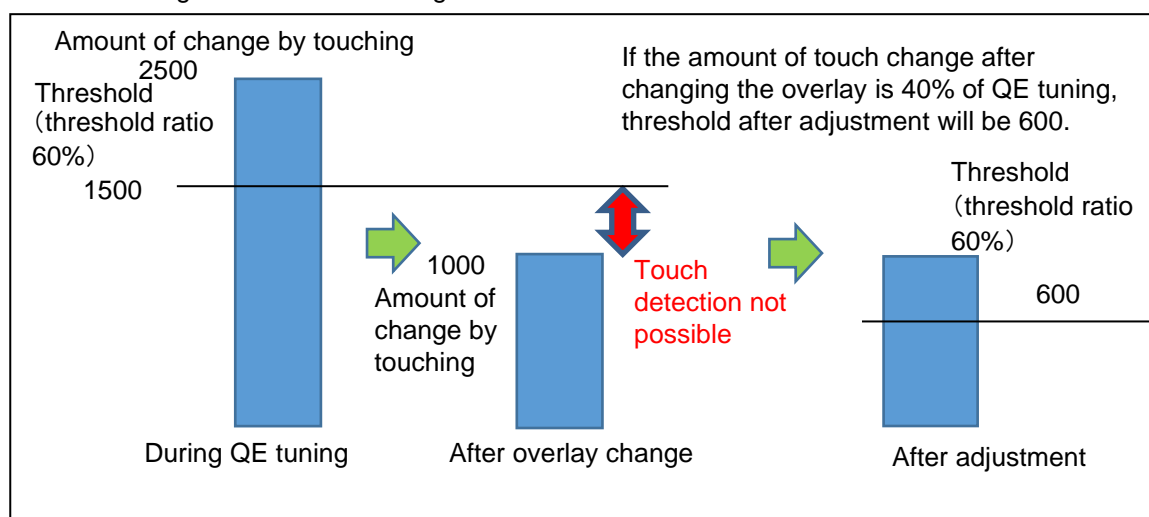 Amount of change by touching
2500
Threshold
（threshold ratio
60%）
1500
1000
Amount of
change by
touching
Touch
detection not
possible
If the amount of touch change after
changing the overlay is 40% of QE tuning,
threshold after adjustment will be 600.
Threshold
（threshold ratio
60%）
600
During QE tuning
After overlay change
After adjustment